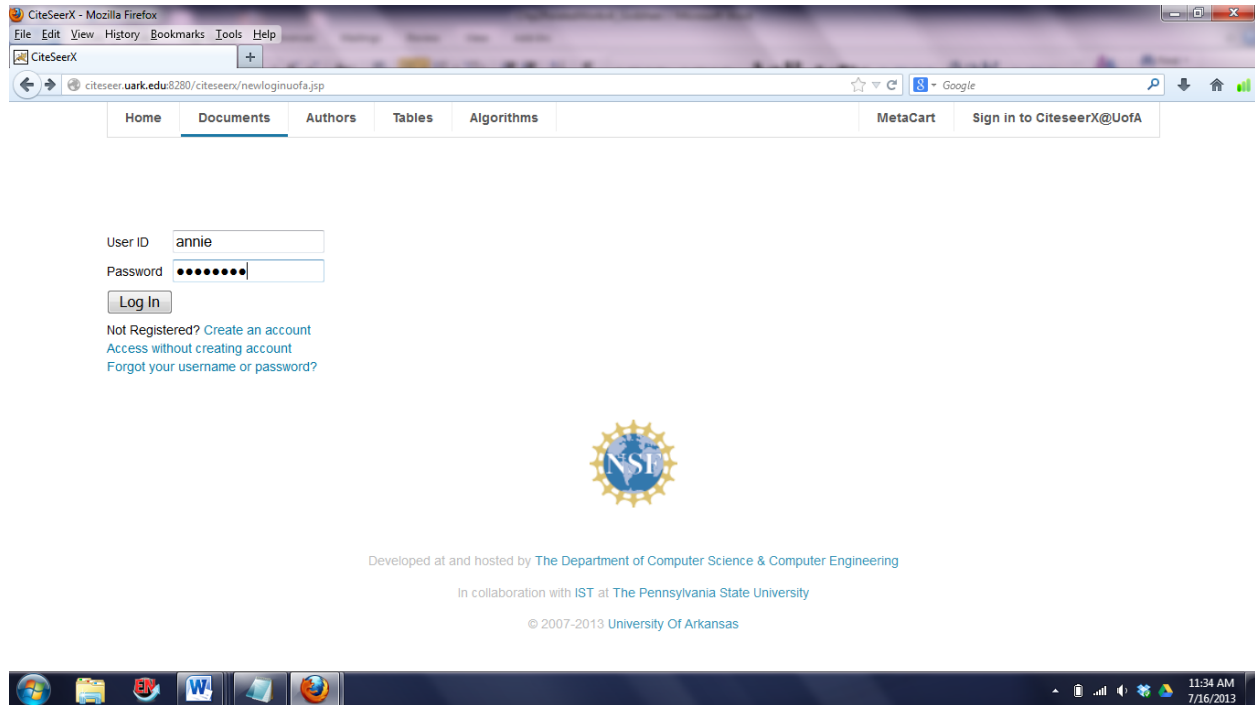 CiteSeerX - Mozilla Firefox
File Edit View History Bookmarks Tools Help
CiteSeerX +
citeseer.uark.edu:8280/citeseerx/newloginuofa.jsp 8 Google
Home Documents Authors Tables Algorithms MetaCart Sign in to CiteseerX@UofA
User ID annie
Password ●●●●●●●●
Log In
Not Registered? Create an account
Access without creating account
Forgot your username or password?
NSF
Developed at and hosted by The Department of Computer Science & Computer Engineering
In collaboration with IST at The Pennsylvania State University
© 2007-2013 University Of Arkansas
EN W 11:34 AM
7/16/2013